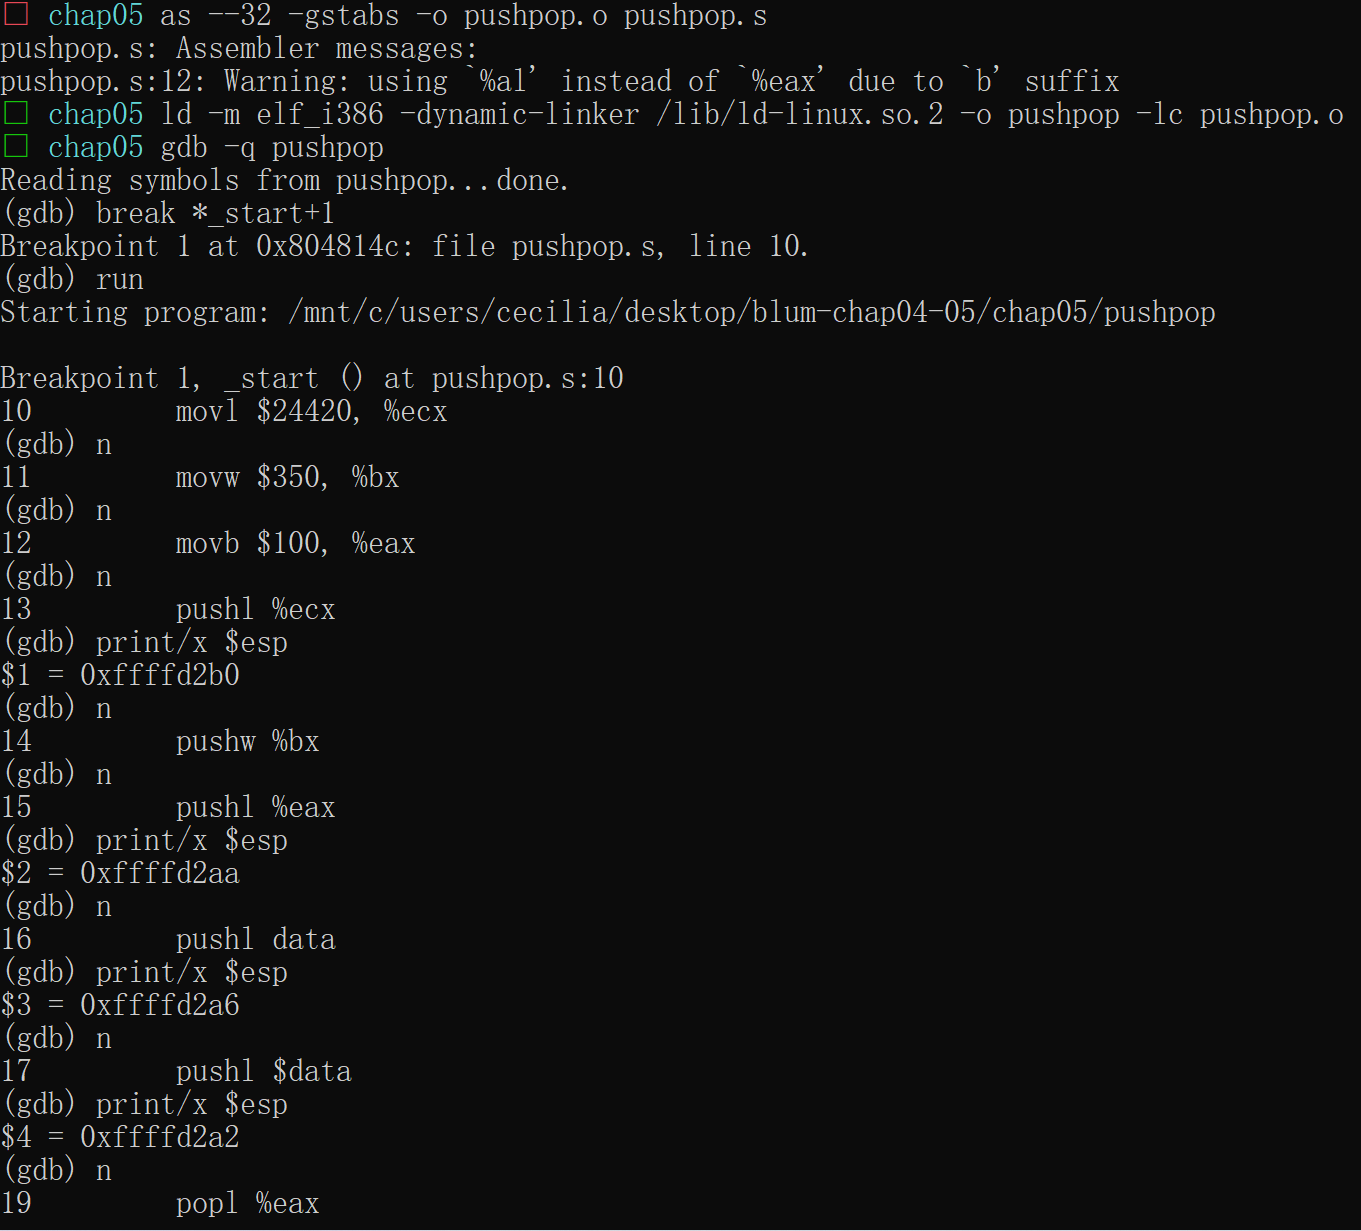 chap05 as --32 -gstabs -o pushpop.o pushpop.s
pushpop.s: Assembler messages:
pushpop.s:12: Warning: using `%al' instead of `%eax' due to `b' suffix
chap05 ld -m elf_i386 -dynamic-linker /lib/ld-linux.so.2 -o pushpop -lc pushpop.o
chap05 gdb -q pushpop
Reading symbols from pushpop...done.
(gdb) break *_start+1
Breakpoint 1 at 0x804814c: file pushpop.s, line 10.
(gdb) run
Starting program: /mnt/c/users/cecilia/desktop/blum-chap04-05/chap05/pushpop
Breakpoint 1, _start () at pushpop.s:10
10         movl $24420, %ecx
(gdb) n
11         movw $350, %bx
(gdb) n
12         movb $100, %eax
(gdb) n
13         pushl %ecx
(gdb) print/x $esp
$1 = 0xffffd2b0
(gdb) n
14         pushw %bx
(gdb) n
15         pushl %eax
(gdb) print/x $esp
$2 = 0xffffd2aa
(gdb) n
16         pushl data
(gdb) print/x $esp
$3 = 0xffffd2a6
(gdb) n
17         pushl $data
(gdb) print/x $esp
$4 = 0xffffd2a2
(gdb) n
19         popl %eax